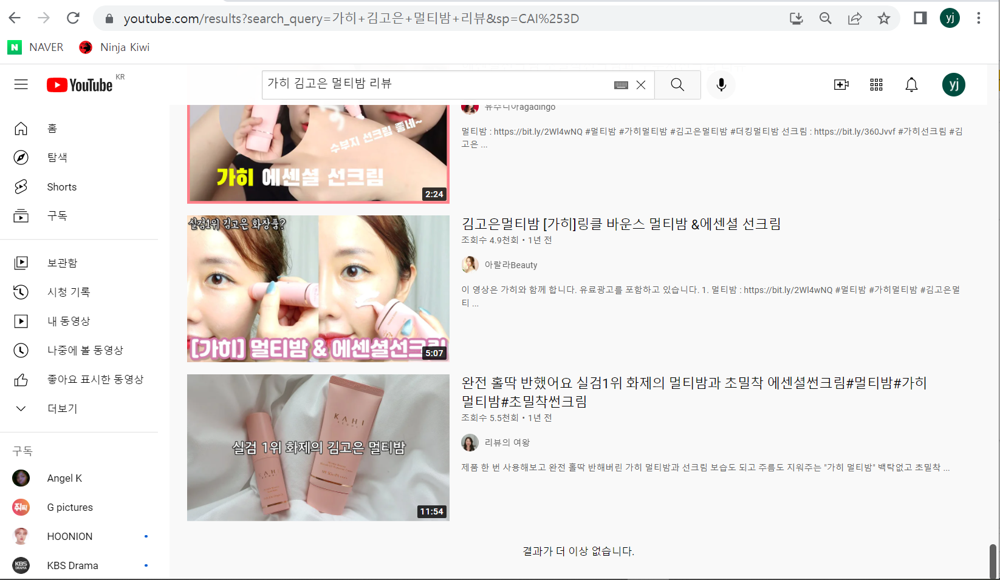 youtube.com/results?search_query=가히+김고은+멀티밤+리뷰&sp=CAI%253D
yj
N
NAVER
Ninja Kiwi
YouTube
KR
가히 김고은 멀티밤 리뷰
yj
홈
탐색
Shorts
구독
보관함
시청 기록
내 동영상
나중에 볼 동영상
좋아요 표시한 동영상
더보기
구독
Angel K
G pictures
HOONION
KBS DRAMA
KBS Drama
수부지 선크림 좋네~
가히 에센셜 선크림
2:24
멀티밤 : https://bit.ly/2Wl4wNQ #멀티밤 #가히멀티밤 #김고은멀티밤 #더킹멀티밤 선크림 : https://bit.ly/360Jvvf #가히선크림 #김
고은 ...
실검1위 김고은 화장품?
[가히] 멀티밤 & 에센셜선크림
5:07
김고은멀티밤 [가히]링클 바운스 멀티밤 &에센셜 선크림
조회수 4.9천회 • 1년 전
아랄라Beauty
이 영상은 가히와 함께 합니다. 유료광고를 포함하고 있습니다. 1. 멀티밤 : https://bit.ly/2Wl4wNQ #멀티밤 #가히멀티밤 #김고은멀
티 ...
KAHI
SEOUL
실검 1위 화제의 김고은 멀티밤
11:54
완전 홀딱 반했어요 실검1위 화제의 멀티밤과 초밀착 에센셜썬크림#멀티밤#가히
멀티밤#초밀착썬크림
조회수 5.5천회 • 1년 전
리뷰의 여왕
제품 한 번 사용해보고 완전 홀딱 반해버린 가히 멀티밤과 선크림 보습도 되고 주름도 지워주는 "가히 멀티밤" 백탁없고 초밀착 ...
결과가 더 이상 없습니다.